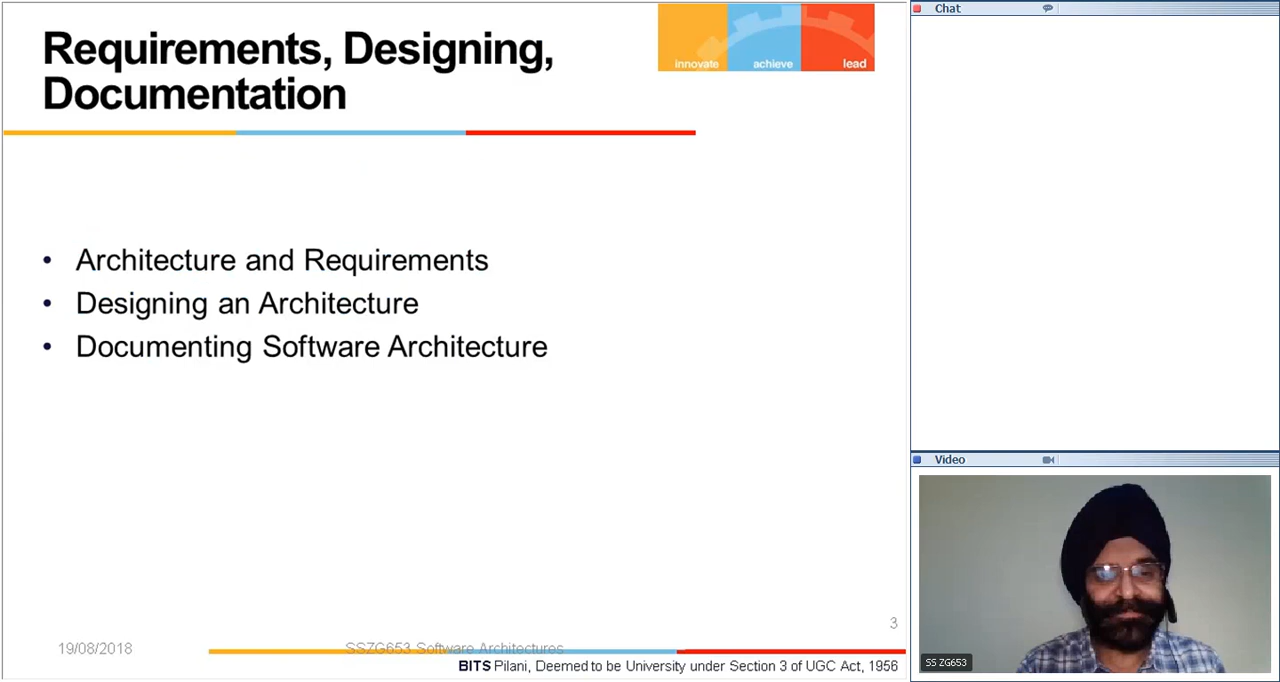 Requirements, Designing,
Documentation
innovate achieve lead
• Architecture and Requirements
• Designing an Architecture
• Documenting Software Architecture
3
19/08/2018 SSZG653 Software Architectures
BITS Pilani, Deemed to be University under Section 3 of UGC Act, 1956
Chat
Video
SS ZG653